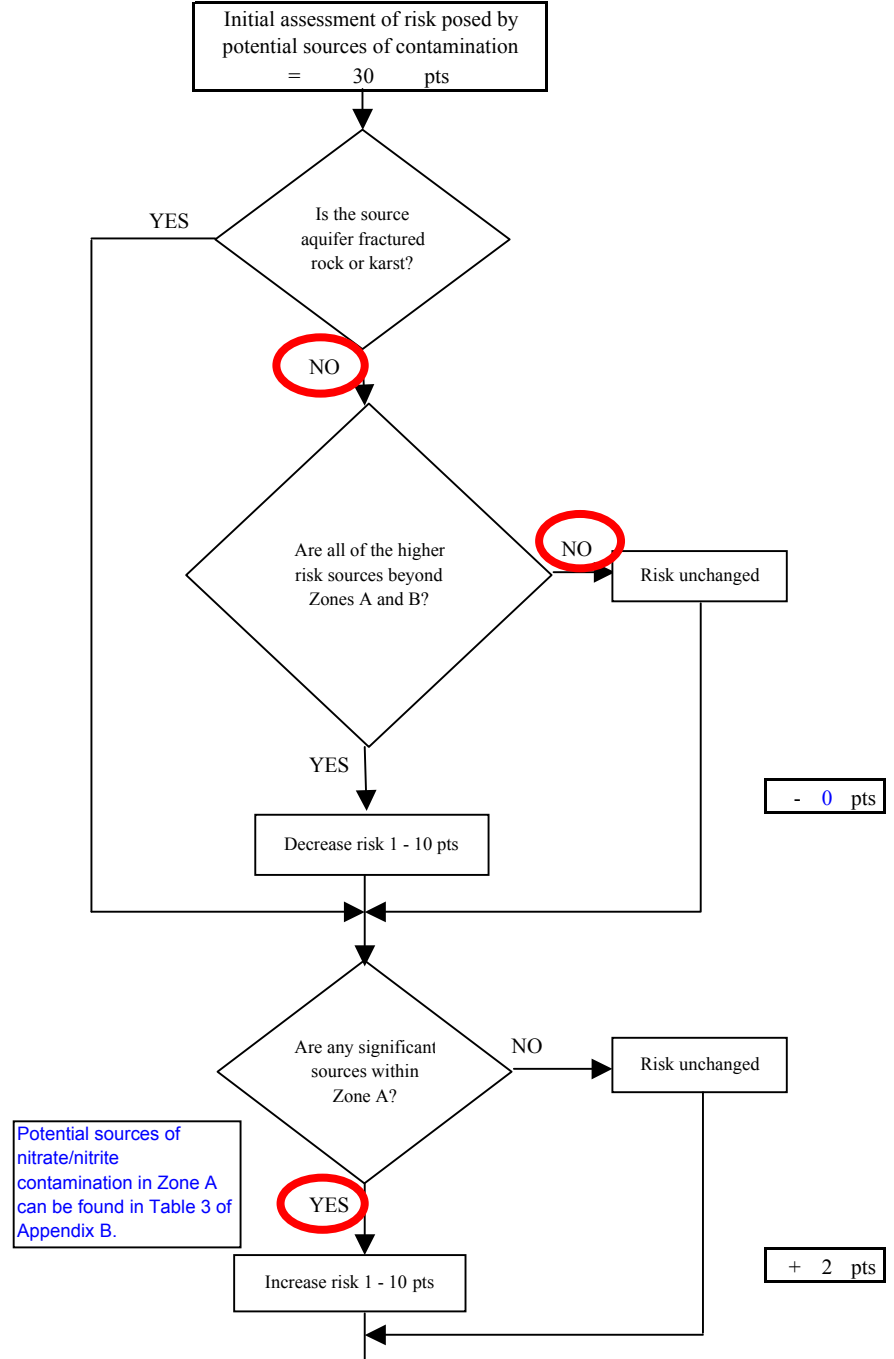 Initial assessment of risk posed by
potential sources of contamination
= 30 pts
YES
Is the source
aquifer fractured
rock or karst?
NO
Are all of the higher
risk sources beyond
Zones A and B?
NO
Risk unchanged
YES
- 0 pts
Decrease risk 1 - 10 pts
Are any significant
sources within
Zone A?
NO
Risk unchanged
Potential sources of
nitrate/nitrite
contamination in Zone A
can be found in Table 3 of
Appendix B.
YES
Increase risk 1 - 10 pts
+ 2 pts